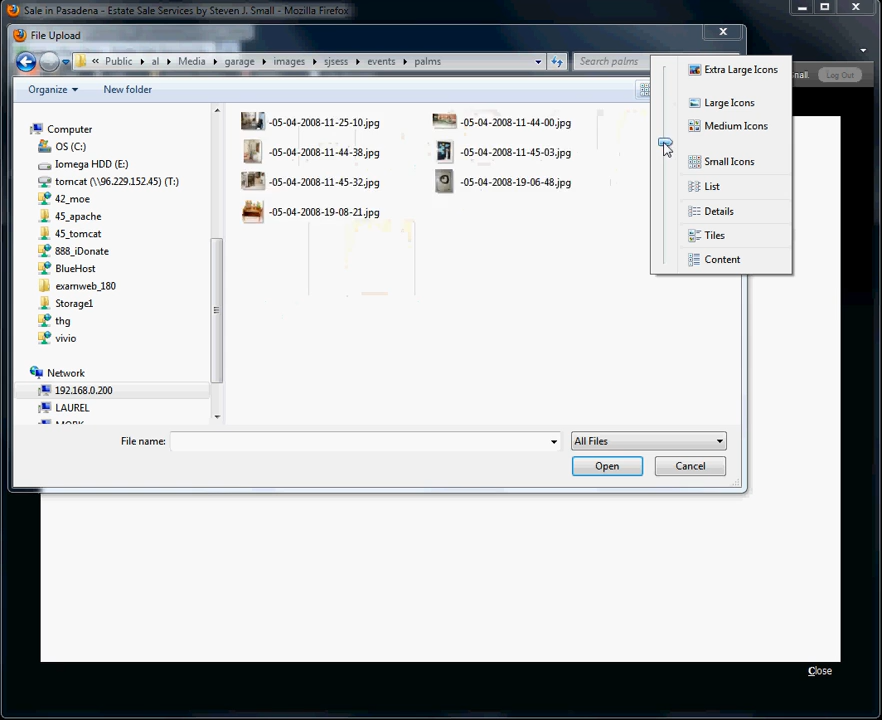 Sale in Pasadena - Estate Sale Services by Steven J. Small - Mozilla Firefox
File Upload
Public al Media garage images sjsess events palms
Search palms
Organize
New folder
Extra Large Icons
Large Icons
Medium Icons
Small Icons
List
Details
Tiles
Content
nall.
Log Out
Computer
OS (C:)
Iomega HDD (E:)
tomcat (\\96.229.152.45) (T:)
42_moe
45_apache
45_tomcat
888_iDonate
BlueHost
examweb_180
Storage1
thg
vivio
Network
192.168.0.200
LAUREL
-05-04-2008-11-25-10.jpg
-05-04-2008-11-44-00.jpg
-05-04-2008-11-44-38.jpg
-05-04-2008-11-45-03.jpg
-05-04-2008-11-45-32.jpg
-05-04-2008-19-06-48.jpg
-05-04-2008-19-08-21.jpg
File name:
All Files
Open
Cancel
Close